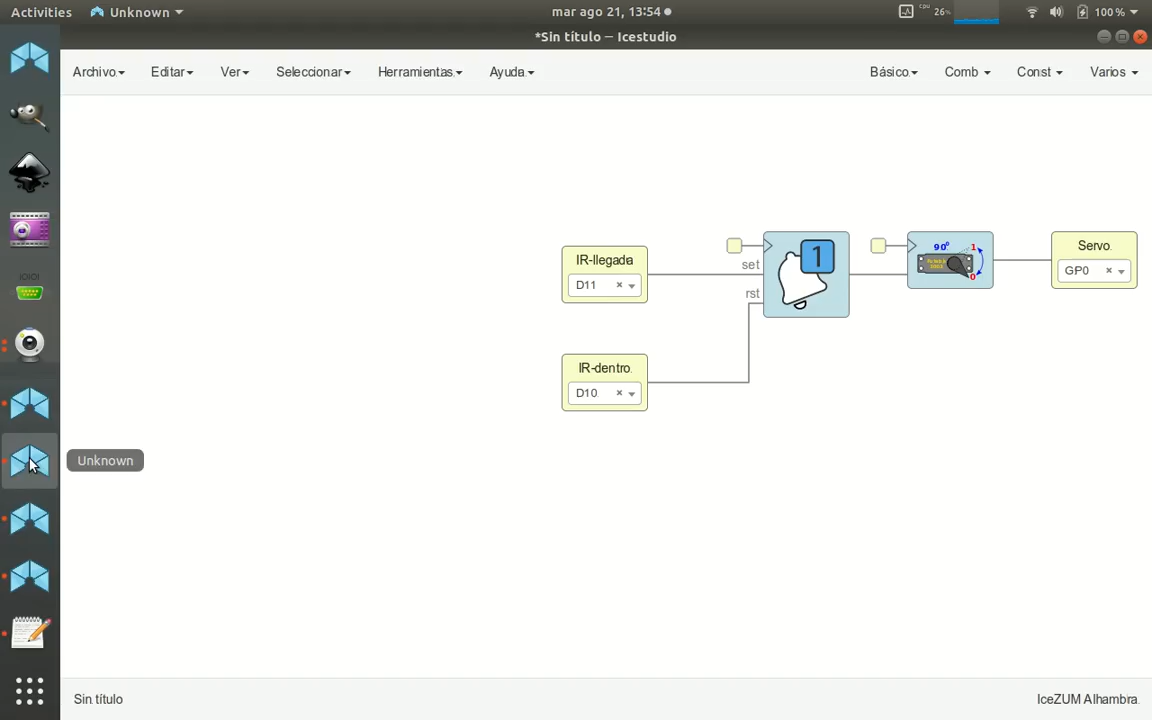 Activities
Unknown
mar ago 21, 13:54
cpu
26%
100%
*Sin título — Icestudio
Archivo
Editar
Ver
Seleccionar
Herramientas
Ayuda
Básico
Comb
Const
Varios
IR-llegada
D11
set
rst
1
90º
1
0
Servo
GP0
IR-dentro
D10
Unknown
Sin título
IceZUM Alhambra